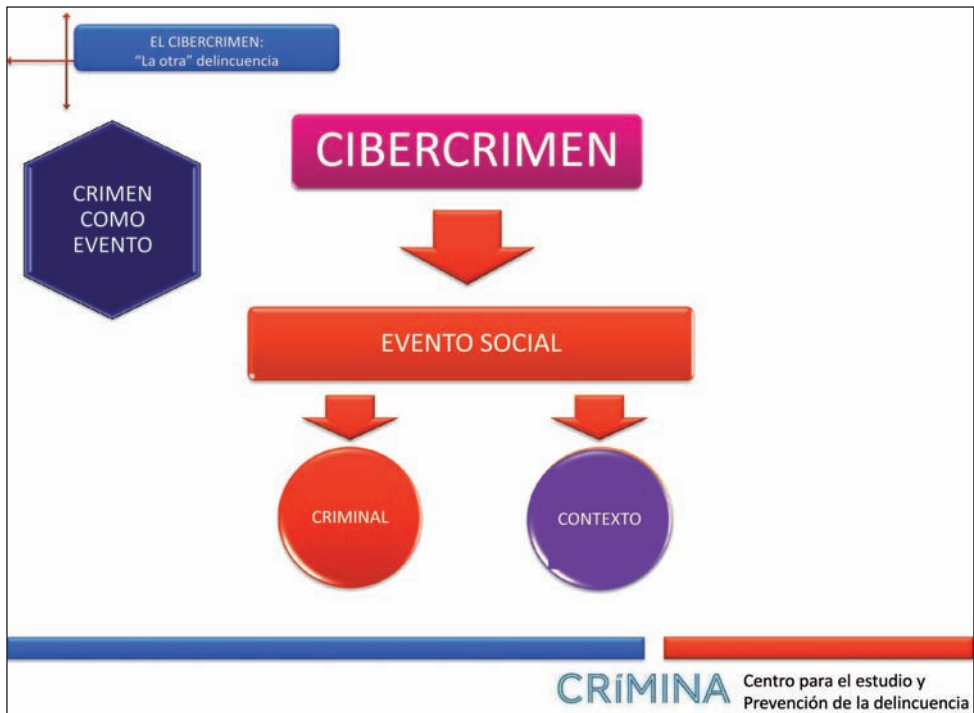 EL CIBERCRIMEN:
“La otra” delincuencia
CRIMEN
COMO
EVENTO
CIBERCRIMEN
EVENTO SOCIAL
CRIMINAL
CONTEXTO
CRíMINA
Centro para el estudio y
Prevención de la delincuencia